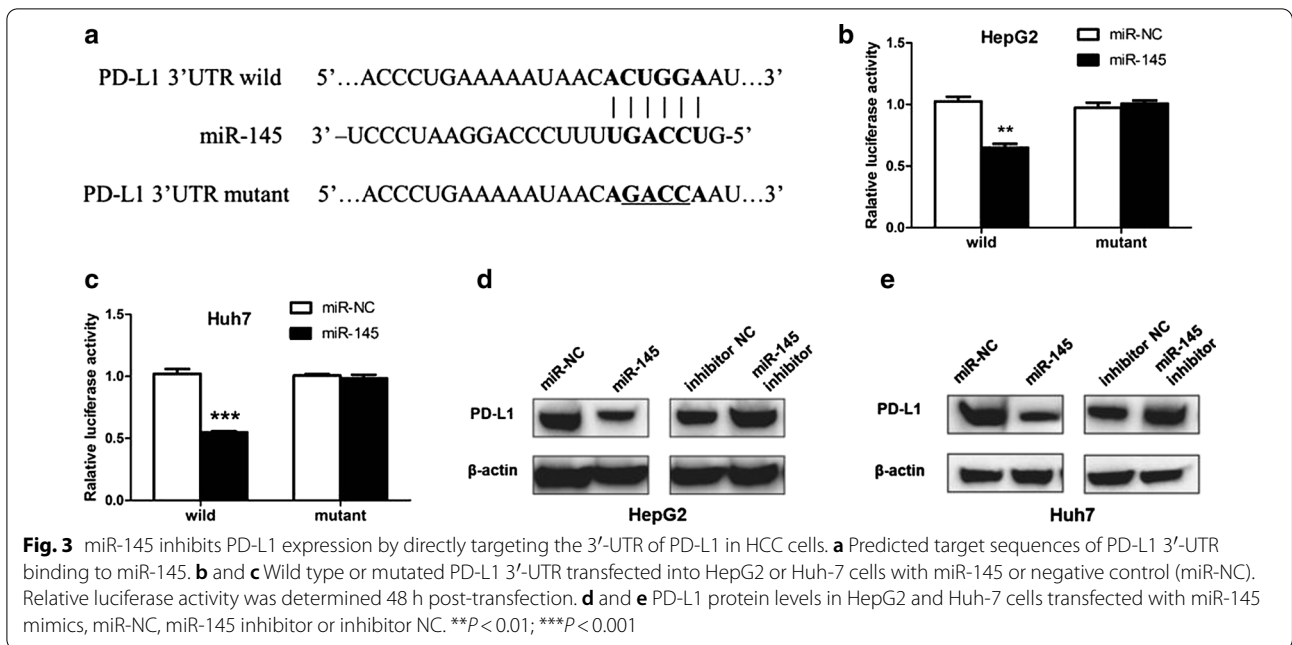 a
PD-L1 3’UTR wild 5’…ACCCUGAAAAAUAACACUGGAAU…3’
miR-145 3’ –UCCCUAAGGACCCUUUUGACCUG-5’
PD-L1 3’UTR mutant 5’…ACCCUGAAAAAUAACAGACCAAU…3’
b
HepG2
miR-NC
miR-145
Ralative luciferase activity
1.5
1.0
0.5
0.0
**
wild mutant
c
Huh7
miR-NC
miR-145
Ralative luciferase activity
1.5
1.0
0.5
0.0
***
wild mutant
d
miR-NC miR-145 inhibitor NC miR-145 inhibitor
PD-L1
β-actin
HepG2
e
miR-NC miR-145 inhibitor NC miR-145 inhibitor
PD-L1
β-actin
Huh7
Fig. 3 miR-145 inhibits PD-L1 expression by directly targeting the 3′-UTR of PD-L1 in HCC cells. a Predicted target sequences of PD-L1 3′-UTR
binding to miR-145. b and c Wild type or mutated PD-L1 3′-UTR transfected into HepG2 or Huh-7 cells with miR-145 or negative control (miR-NC).
Relative luciferase activity was determined 48 h post-transfection. d and e PD-L1 protein levels in HepG2 and Huh-7 cells transfected with miR-145
mimics, miR-NC, miR-145 inhibitor or inhibitor NC. **P < 0.01; ***P < 0.001